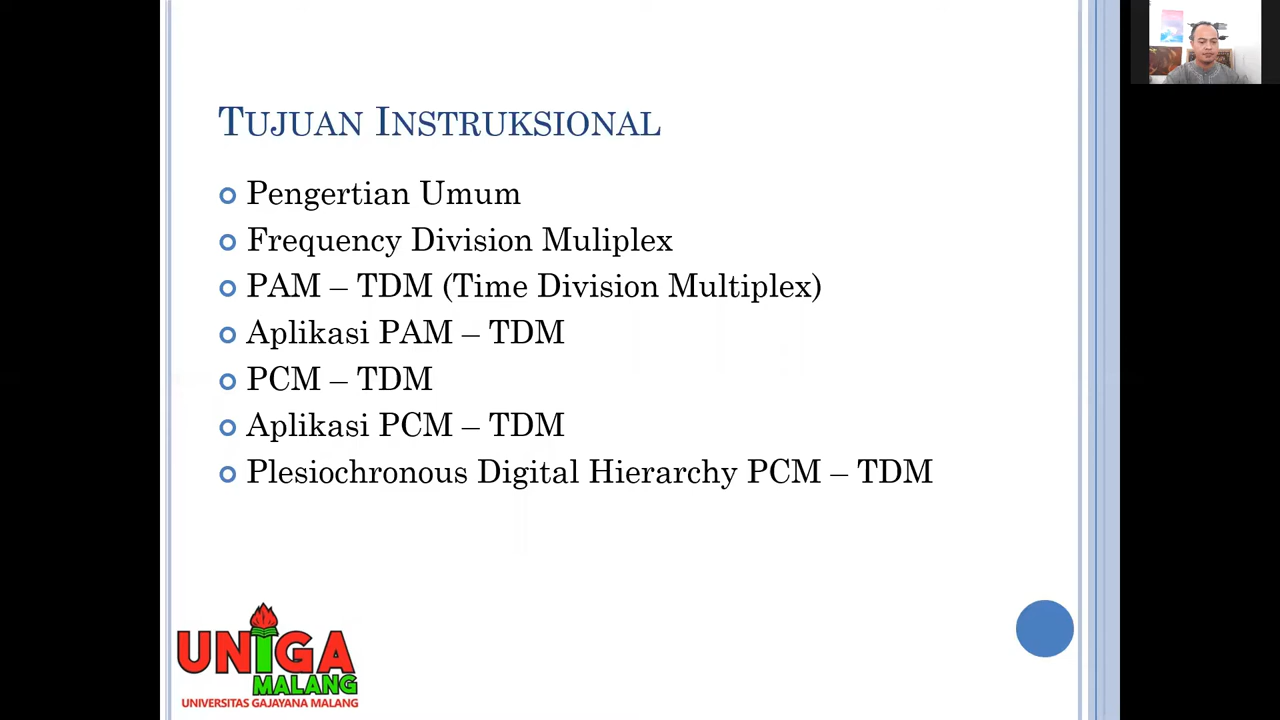 TUJUAN INSTRUKSIONAL
Pengertian Umum
Frequency Division Muliplex
PAM – TDM (Time Division Multiplex)
Aplikasi PAM – TDM
PCM – TDM
Aplikasi PCM – TDM
Plesiochronous Digital Hierarchy PCM – TDM
UNIGA
MALANG
UNIVERSITAS GAJAYANA MALANG